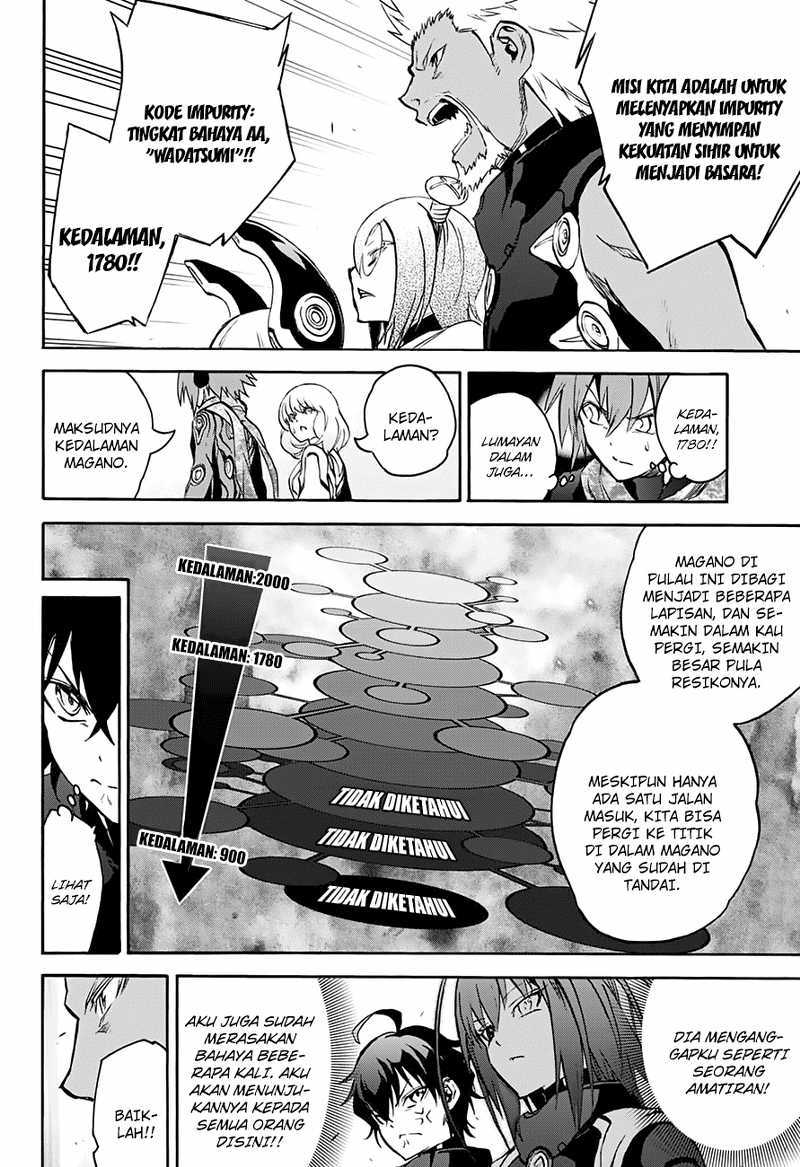 MISI KITA ADALAH UNTUK
MELENYAPKAN IMPURITY
YANG MENYIMPAN
KEKUATAN SIHIR UNTUK
MENJADI BASARA!
KODE IMPURITY:
TINGKAT BAHAYA AA,
"WADATSUMI"!!
KEDALAMAN,
1780!!
KEDA-
LAMAN,
1780!!
LUMAYAN
DALAM
JUGA...
KEDA-
LAMAN?
MAKSUDNYA
KEDALAMAN
MAGANO.
MAGANO DI
PULAU INI DIBAGI
MENJADI BEBERAPA
LAPISAN, DAN SE-
MAKIN DALAM KAU
PERGI, SEMAKIN
BESAR PULA
RESIKONYA.
MESKIPUN HANYA
ADA SATU JALAN
MASUK, KITA BISA
PERGI KE TITIK
DI DALAM MAGANO
YANG SUDAH DI
TANDAI.
KEDALAMAN:2000
KEDALAMAN: 1780
KEDALAMAN: 900
TIDAK DIKETAHUI
TIDAK DIKETAHUI
TIDAK DIKETAHUI
LIHAT
SAJA!
DIA MENGANG-
GAPKU SEPERTI
SEORANG
AMATIRAN!
AKU JUGA SUDAH
MERASAKAN
BAHAYA BEBE-
RAPA KALI. AKU
AKAN MENUNJU-
KANNYA KEPADA
SEMUA ORANG
DISINI!!
BAIK-
LAH!!